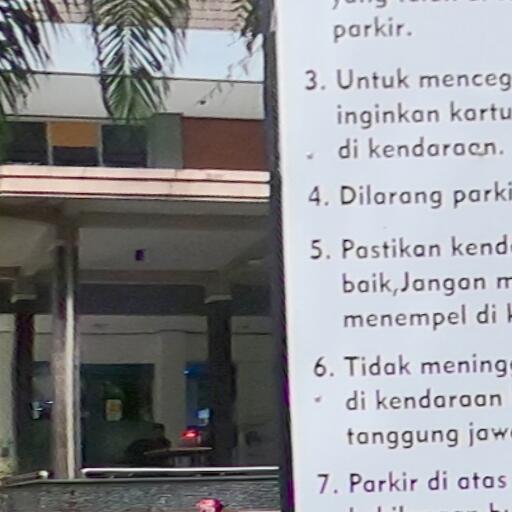 parkir.
3. Untuk menceg
inginkan kartu
di kendaraan.
4. Dilarang parki
5. Pastikan kend
baik,Jangan m
menempel di k
6. Tidak mening
di kendaraan
tanggung jaw
7. Parkir di atas